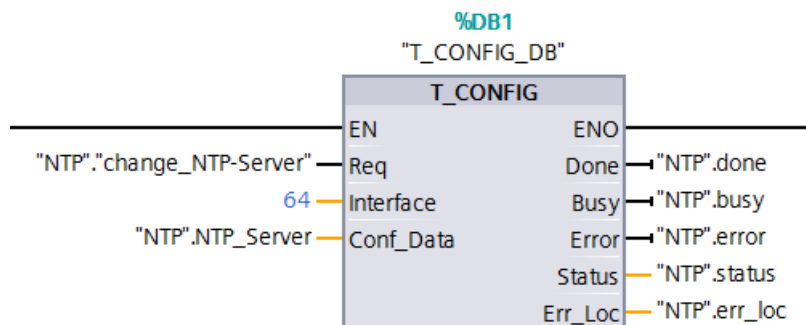 %DB1
"T_CONFIG_DB"
T_CONFIG
EN ENO
"NTP"."change_NTP-Server" Req Done "NTP".done
64 Interface Busy "NTP".busy
"NTP".NTP_Server Conf_Data Error "NTP".error
Status "NTP".status
Err_Loc "NTP".err_loc